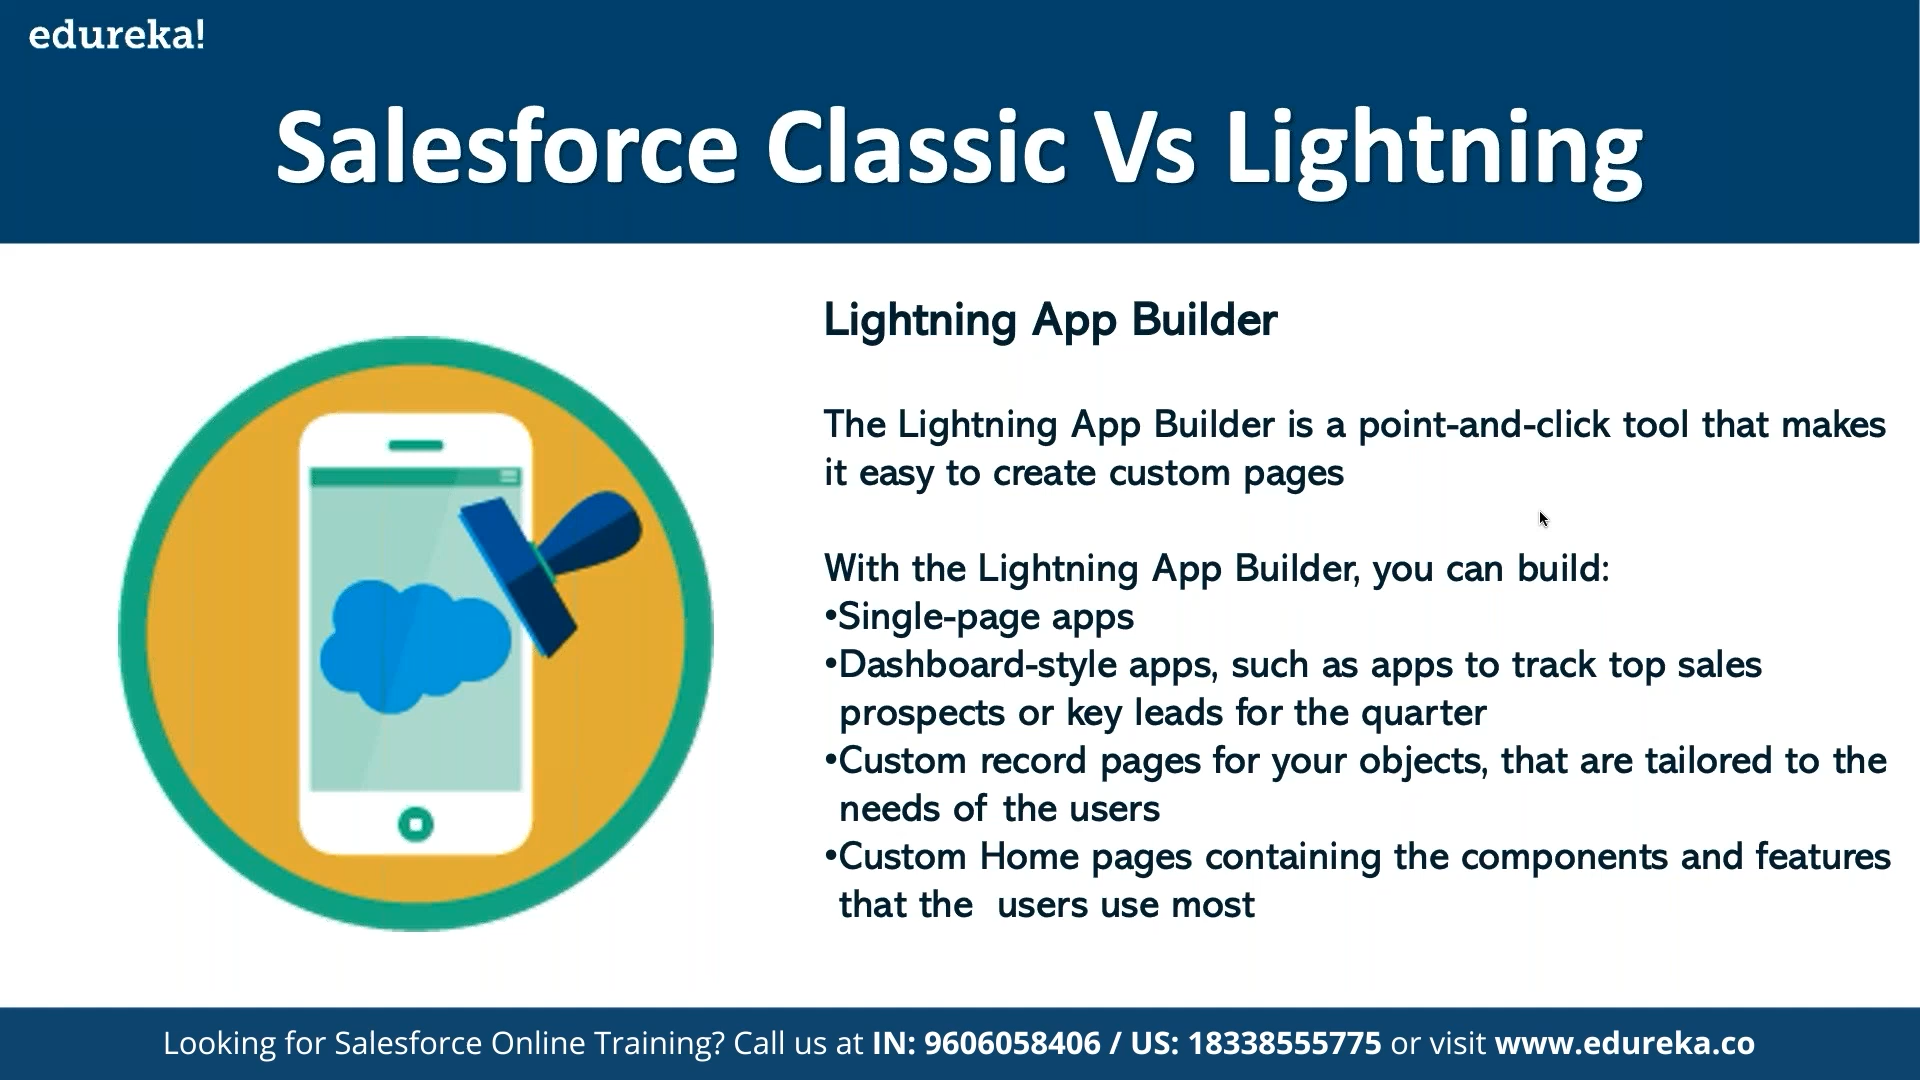 edureka!
Salesforce Classic Vs Lightning
Lightning App Builder
The Lightning App Builder is a point-and-click tool that makes
it easy to create custom pages
With the Lightning App Builder, you can build:
•Single-page apps
•Dashboard-style apps, such as apps to track top sales
prospects or key leads for the quarter
•Custom record pages for your objects, that are tailored to the
needs of the users
•Custom Home pages containing the components and features
that the users use most
Looking for Salesforce Online Training? Call us at IN: 9606058406 / US: 18338555775 or visit www.edureka.co